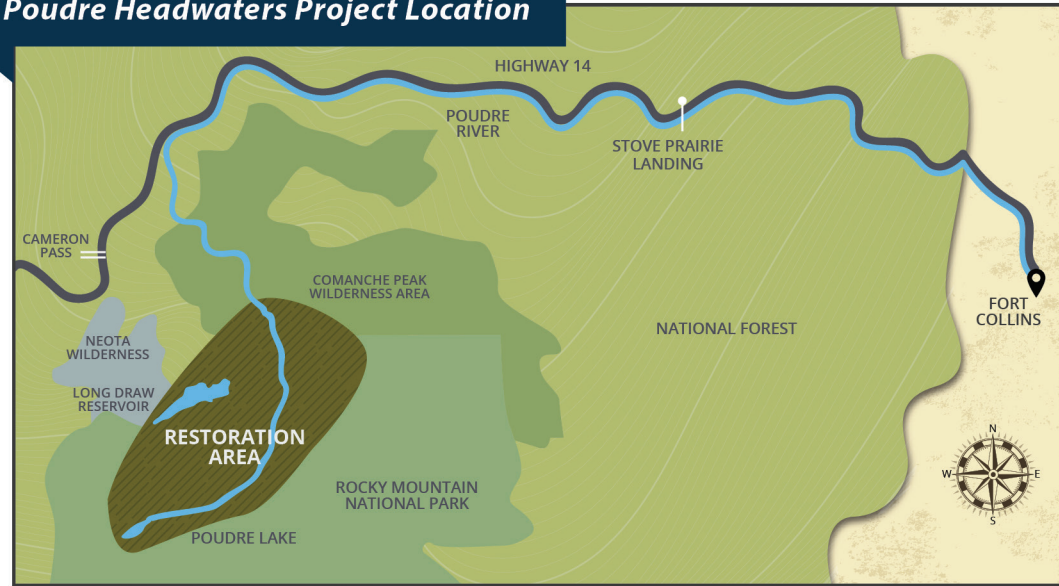 Poudre Headwaters Project Location
HIGHWAY 14
POUDRE
RIVER
STOVE PRAIRIE
LANDING
CAMERON
PASS
COMANCHE PEAK
WILDERNESS AREA
NATIONAL FOREST
FORT
COLLINS
NEOTA
WILDERNESS
LONG DRAW
RESERVOIR
RESTORATION
AREA
ROCKY MOUNTAIN
NATIONAL PARK
POUDRE LAKE
N
W
E
S